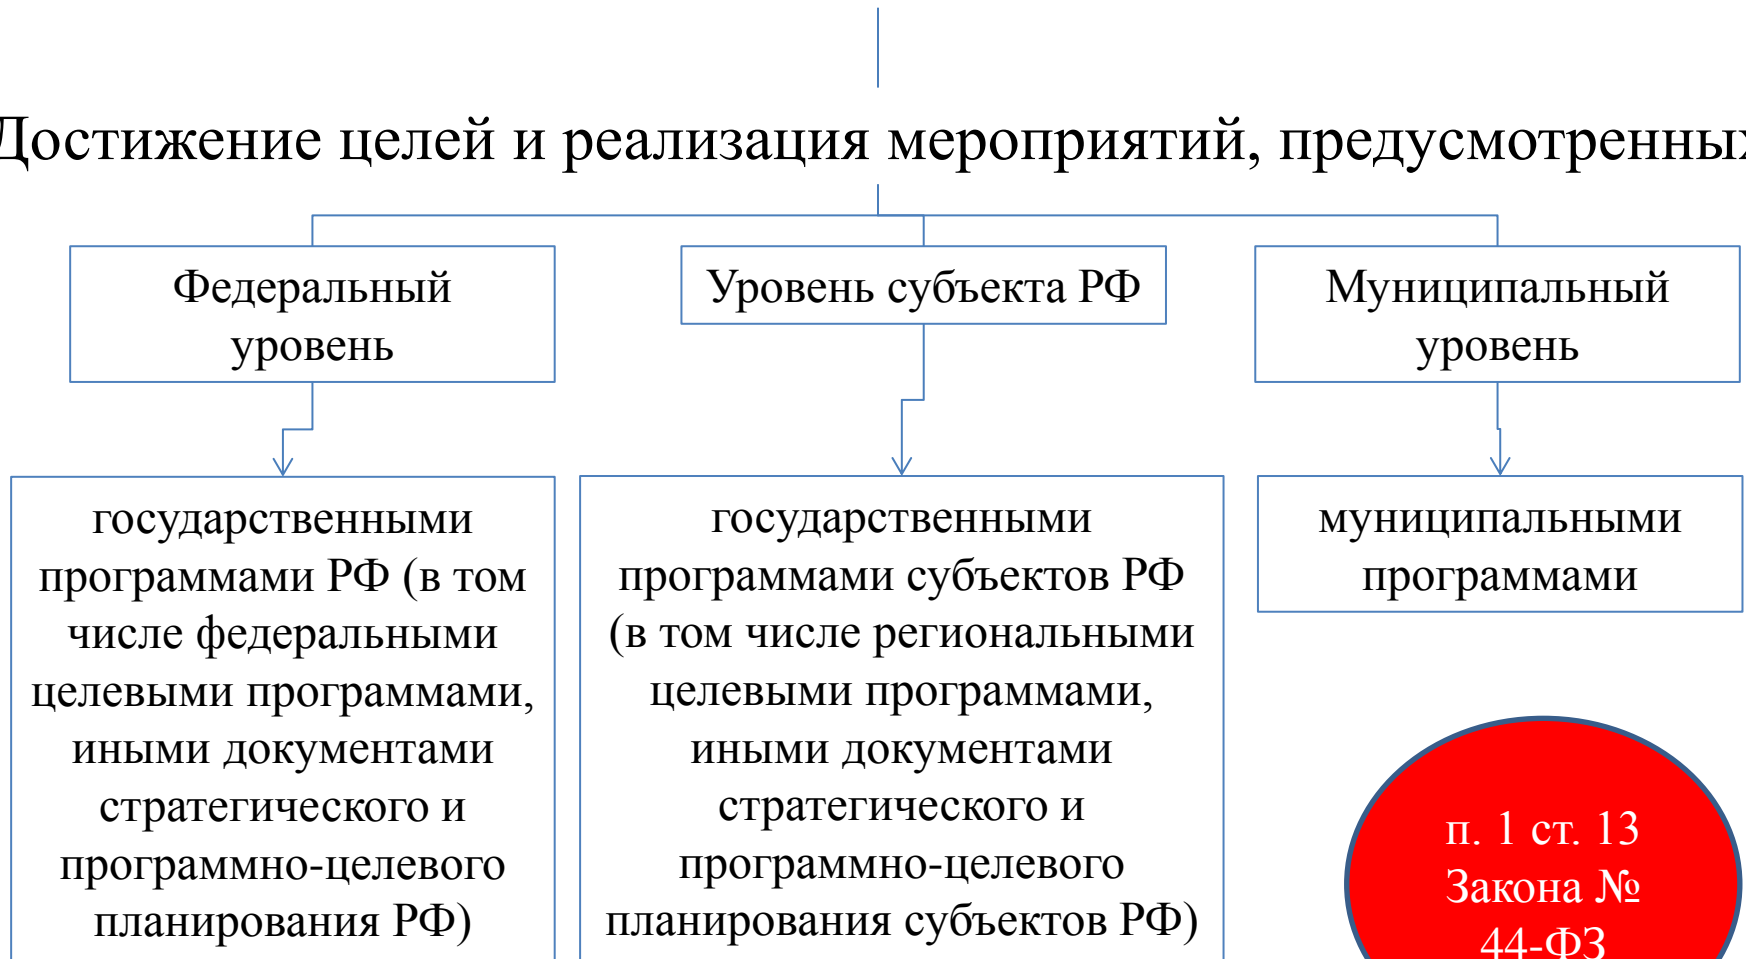 Достижение целей и реализация мероприятий, предусмотренных
Федеральный
уровень
Уровень субъекта РФ
Муниципальный
уровень
государственными
программами РФ (в том
числе федеральными
целевыми программами,
иными документами
стратегического и
программно-целевого
планирования РФ)
государственными
программами субъектов РФ
(в том числе региональными
целевыми программами,
иными документами
стратегического и
программно-целевого
планирования субъектов РФ)
муниципальными
программами
п. 1 ст. 13
Закона №
44-ФЗ